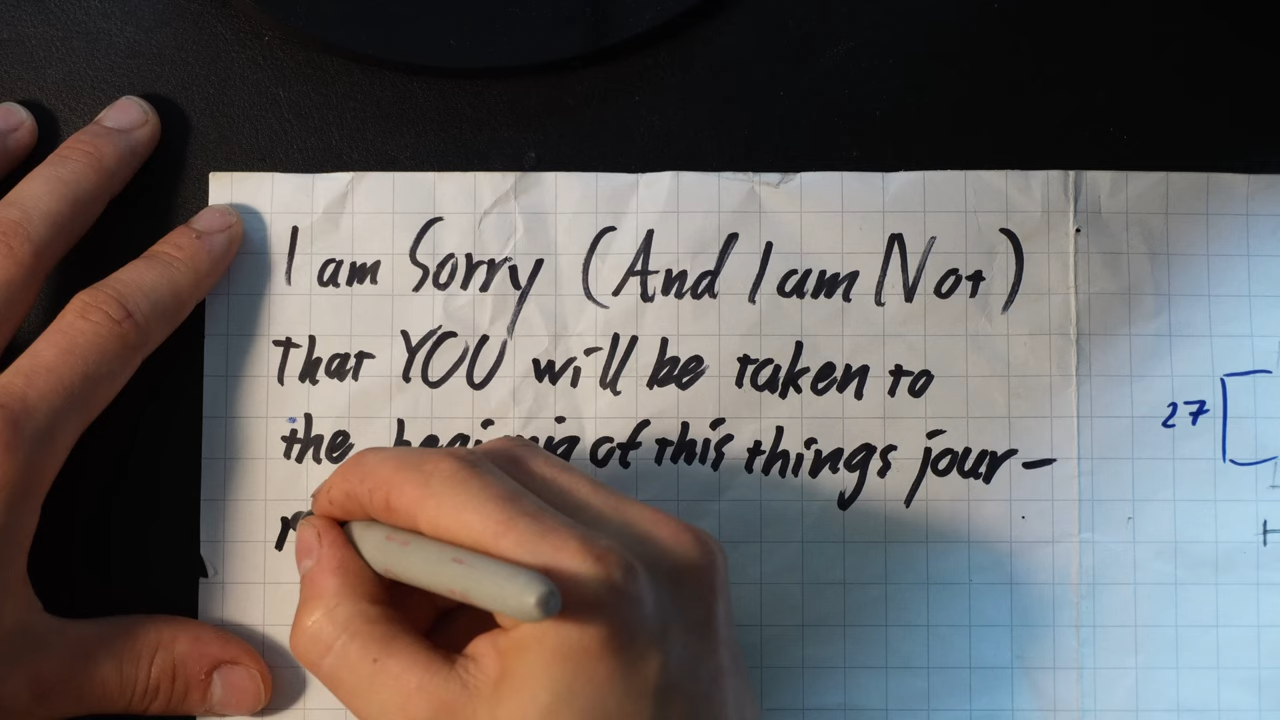 I am Sorry (And I am Not)
that YOU will be taken to
the of this things jour-
27